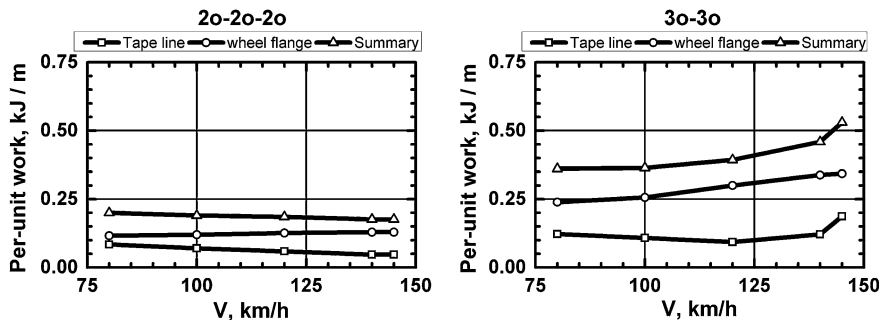 2o-2o-2o
Tape line wheel flange Summary
Per-unit work, kJ / m
0.75
0.50
0.25
0.00
75 100 125 150
V, km/h
3o-3o
Tape line wheel flange Summary
Per-unit work, kJ / m
0.75
0.50
0.25
0.00
75 100 125 150
V, km/h